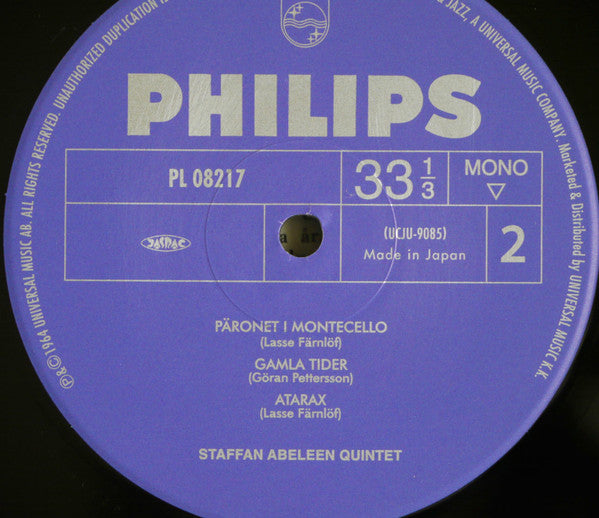 PHILIPS
PL 08217
33 1/3
MONO
▽
JASRAC
(UCJU-9085)
Made in Japan
2
PÄRONET I MONTECELLO
(Lasse Färnlöf)
GAMLA TIDER
(Göran Pettersson)
ATARAX
(Lasse Färnlöf)
STAFFAN ABELEEN QUINTET
℗&©1964 UNIVERSAL MUSIC AB. ALL RIGHTS RESERVED. UNAUTHORIZED DUPLICATION
JAZZ, A UNIVERSAL MUSIC COMPANY. Marketed & Distributed by UNIVERSAL MUSIC K.K.